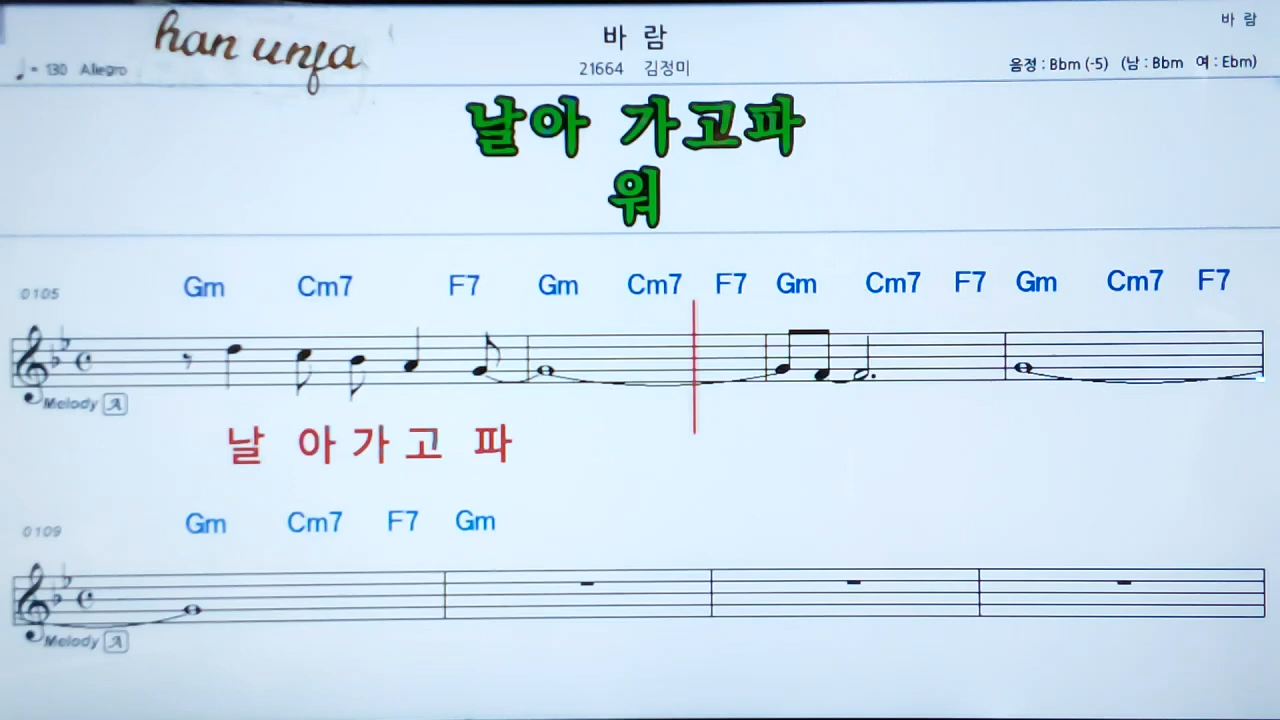 han unja
바 람
바 람
♩= 130 Allegro
21664 김정미
음정 : Bbm (-5) (남 : Bbm 여 : Ebm)
날아 가고파
워
0105
Gm Cm7 F7 Gm Cm7 F7 Gm Cm7 F7 Gm Cm7 F7
Melody A
날 아 가 고 파
0109
Gm Cm7 F7 Gm
Melody A